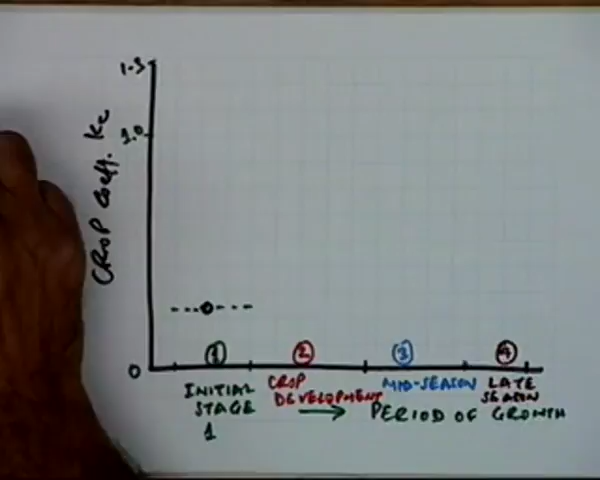 1.3
1.0
CROP Coeff. Kc
0
1 2 3 4
INITIAL STAGE 1
CROP DEVELOPMENT
MID-SEASON
LATE SEASON
→ PERIOD OF GROWTH